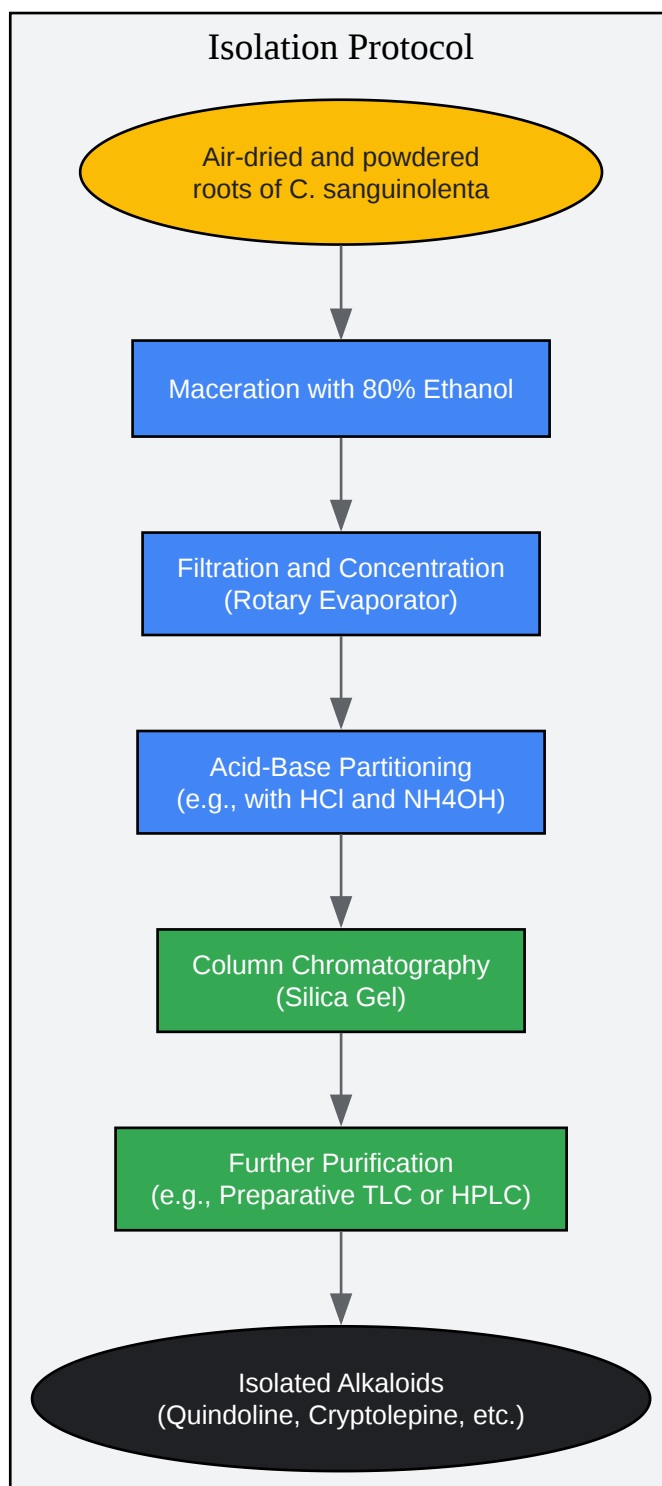 Isolation Protocol
Air-dried and powdered
roots of C. sanguinolenta
Maceration with 80% Ethanol
Filtration and Concentration
(Rotary Evaporator)
Acid-Base Partitioning
(e.g., with HCl and NH4OH)
Column Chromatography
(Silica Gel)
Further Purification
(e.g., Preparative TLC or HPLC)
Isolated Alkaloids
(Quindoline, Cryptolepine, etc.)